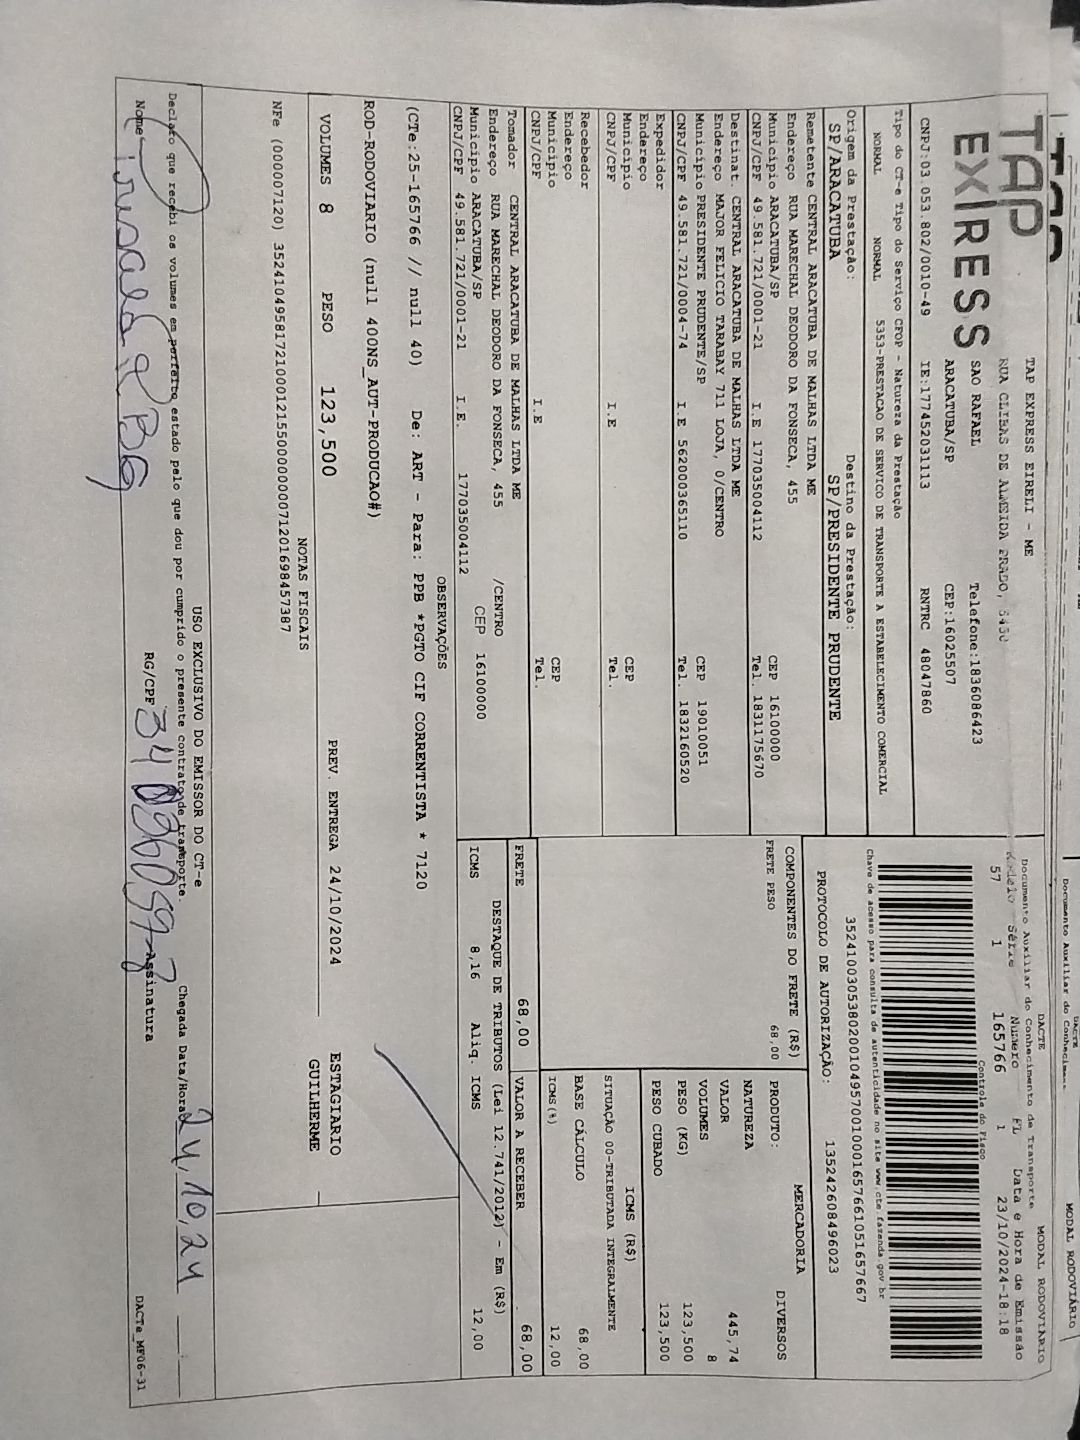 TAP EXPRESS
TAP EXPRESS EIRELI - ME
RUA CLIBAS DE ALMEIDA PRADO,
SAO RAFAEL Telefone:1836086423
ARACATUBA/SP CEP:16025507
CNPJ:03.053.802/0010-49 IE:177452031113 RNTRC 48047860
Tipo do CT-e Tipo do Serviço CFOP - Natureza da Prestação
NORMAL NORMAL 5353-PRESTACAO DE SERVICO DE TRANSPORTE A ESTABELECIMENTO COMERCIAL
Origem da Prestação: Destino da Prestação:
SP/ARACATUBA SP/PRESIDENTE PRUDENTE
Remetente CENTRAL ARACATUBA DE MALHAS LTDA ME
Endereço RUA MARECHAL DEODORO DA FONSECA, 455
Município ARACATUBA/SP CEP 16100000
CNPJ/CPF 49.581.721/0001-21 I.E 177035004112 Tel. 1831175670
Destinat. CENTRAL ARACATUBA DE MALHAS LTDA ME
Endereço MAJOR FELICIO TARABAY 711 LOJA, 0/CENTRO
Município PRESIDENTE PRUDENTE/SP CEP 19010051
CNPJ/CPF 49.581.721/0004-74 I.E 562000365110 Tel. 1832160520
Expedidor
Endereço
Município CEP
CNPJ/CPF I.E Tel.
Recebedor
Endereço
Município CEP
CNPJ/CPF I.E Tel.
Tomador CENTRAL ARACATUBA DE MALHAS LTDA ME
Endereço RUA MARECHAL DEODORO DA FONSECA, 455 /CENTRO
Município ARACATUBA/SP CEP 16100000
CNPJ/CPF 49.581.721/0001-21 I.E. 177035004112
Documento Auxiliar do Conheciment
MODAL RODOVIÁRIO
DACTE
Documento Auxiliar do Conhecimento de Transporte MODAL RODOVIÁRIO
Modelo Série Número FL Data e Hora de Emissão
57 1 165766 1 23/10/2024-18:18
Controle do Fisco
Chave de acesso para consulta de autenticidade no site www.cte.fazenda.gov.br
35241003053802001049570010001657661051657667
PROTOCOLO DE AUTORIZAÇÃO: 135242608496023
COMPONENTES DO FRETE (R$)
FRETE PESO 68,00
MERCADORIA
PRODUTO: DIVERSOS
NATUREZA
VALOR 445,74
VOLUMES 8
PESO (KG) 123,500
PESO CUBADO 123,500
ICMS (R$)
SITUAÇÃO 00-TRIBUTADA INTEGRALMENTE
BASE CÁLCULO 68,00
ICMS (%) 12,00
FRETE 68,00 VALOR A RECEBER 68,00
DESTAQUE DE TRIBUTOS (Lei 12.741/2012) - Em (R$)
ICMS 8,16 Aliq. ICMS 12,00
OBSERVAÇÕES
(CTe:25-165766 // null 40) De: ART - Para: PPB *PGTO CIF CORRENTISTA * 7120
ROD-RODOVIARIO (null 400NS_AUT-PRODUCAO#)
VOLUMES 8 PESO 123,500 PREV. ENTREGA 24/10/2024 ESTAGIARIO
GUILHERME
NOTAS FISCAIS
NFe (000007120) 35241049581721000121550000000071201698457387
USO EXCLUSIVO DO EMISSOR DO CT-e
Declaro que recebi os volumes em perfeito estado pelo que dou por cumprido o presente contrato de transporte. Chegada Data/Hora 24,10,24
Nome RG/CPF Assinatura
DACTe_MF06-31